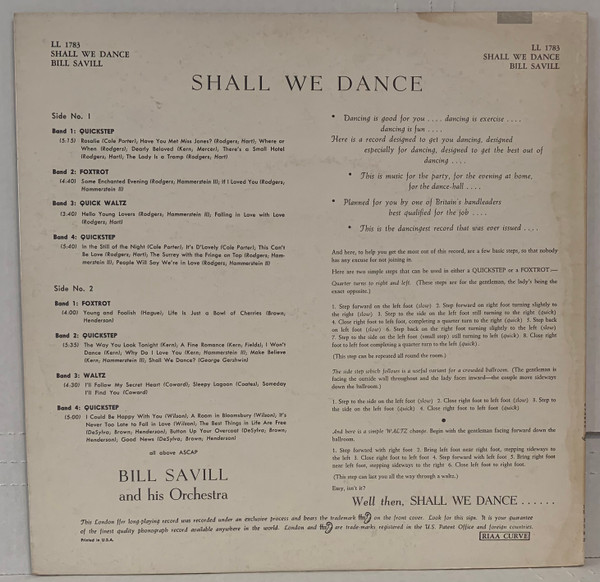 LL 1783
SHALL WE DANCE
BILL SAVILL
LL 1783
SHALL WE DANCE
BILL SAVILL
SHALL WE DANCE
Side No. 1
Band 1: QUICKSTEP
(5:15) Rosalie (Cole Porter); Have You Met Miss Jones? (Rodgers, Hart); Where or
When (Rodgers, Hart); Dearly Beloved (Kern, Mercer); There's a Small Hotel
(Rodgers, Hart); The Lady is a Tramp (Rodgers, Hart)
Band 2: FOXTROT
(4:40) Some Enchanted Evening (Rodgers, Hammerstein II); If I Loved You (Rodgers,
Hammerstein II)
Band 3: QUICK WALTZ
(2:40) Hello Young Lovers (Rodgers, Hammerstein II); Falling in Love with Love
(Rodgers, Hart)
Band 4: QUICKSTEP
(5:40) In the Still of the Night (Cole Porter); It's D'Lovely (Cole Porter); This Can't
Be Love (Rodgers, Hart); The Surrey with the Fringe on Top (Rodgers, Ham-
merstein II); People Will Say We're in Love (Rodgers, Hammerstein II)
Side No. 2
Band 1: FOXTROT
(4:00) Young and Foolish (Hague); Life Is Just a Bowl of Cherries (Brown,
Henderson)
Band 2: QUICKSTEP
(5:35) The Way You Look Tonight (Kern); A Fine Romance (Kern, Fields); I Won't
Dance (Kern); Why Do I Love You (Kern; Hammerstein II); Make Believe
(Kern, Hammerstein II); Shall We Dance? (George Gershwin)
Band 3: WALTZ
(4:30) I'll Follow My Secret Heart (Coward); Sleepy Lagoon (Coates); Someday
I'll Find You (Coward)
Band 4: QUICKSTEP
(5:00) I Could Be Happy With You (Wilson); A Room in Bloomsbury (Wilson); It's
Never Too Late to Fall in Love (Wilson); The Best Things in Life Are Free
(DeSylva; Brown; Henderson); Button Up Your Overcoat (DeSylva; Brown,
Henderson); Good News (DeSylva; Brown; Henderson)
all above ASCAP
BILL SAVILL
and his Orchestra
• Dancing is good for you . . . . dancing is exercise . . . .
dancing is fun . . . .
Here is a record designed to get you dancing, designed
especially for dancing, designed to get the best out of
dancing . . . .
• This is music for the party, for the evening at home,
for the dance-hall . . . .
• Planned for you by one of Britain's bandleaders
best qualified for the job . . . .
• This is the dancingest record that was ever issued . . . .
And here, to help you get the most out of this record, are a few basic steps, so that nobody
has any excuse for not joining in.
Here are two simple steps that can be used in either a QUICKSTEP or a FOXTROT—
Quarter turns to right and left. (These steps are for the gentleman, the lady's being the
exact opposite.)
1. Step forward on the left foot (slow) 2. Step forward on right foot turning slightly to
the right (slow) 3. Step to the side on the left foot still turning to the right (quick)
4. Close right foot to left foot, completing a quarter turn to the right (quick) 5. Step back
on left foot (slow) 6. Step back on the right foot turning slightly to the left (slow)
7. Step to the side on the left foot (small step) still turning to left (quick) 8. Close right
foot to left foot completing a quarter turn to the left (quick).
(This step can be repeated all round the room.)
The side step which follows is a useful variant for a crowded ballroom. (The gentleman is
facing the outside wall throughout and the lady faces inward—the couple move sideways
down the ballroom.)
1. Step to the side on the left foot (slow) 2. Close right foot to left foot (slow) 3. Step to
the side on the left foot (quick) 4. Close right foot to left foot (quick)
•
And here is a couple WALTZ change. Begin with the gentleman facing forward down the
ballroom.
1. Step forward with right foot 2. Bring left foot near right foot, stepping sideways to
the left 3. Close right foot to left foot 4. Step forward with left foot 5. Bring right foot
near left foot, stepping sideways to the right 6. Close left foot to right foot.
(This step can last you all the way through a waltz.)
Easy, isn't it?
Well then, SHALL WE DANCE . . . . . .
This London ffrr long-playing record was recorded under an exclusive process and bears the trademark ffrr on the front cover. Look for this sign. It is your guarantee
of the finest quality phonograph record available anywhere in the world. London and ffrr are trade-marks registered in the U.S. Patent Office and foreign countries.
Printed in U.S.A.
RIAA CURVE